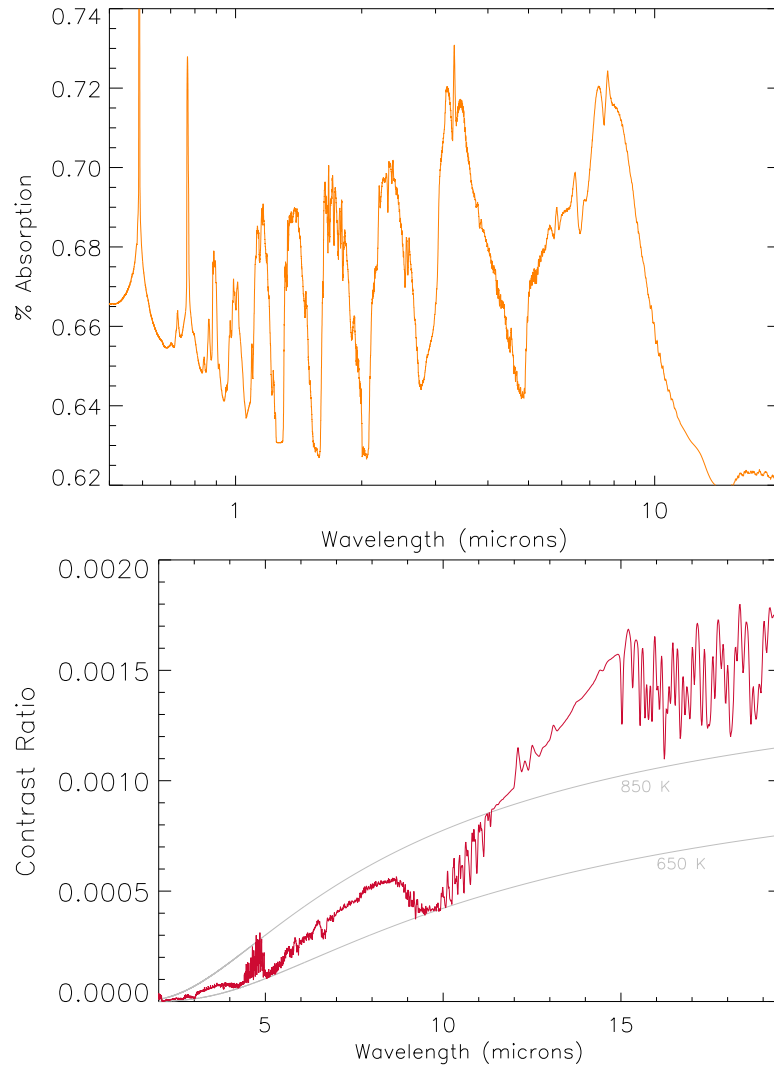 0.74
0.72
0.70
0.68
0.66
0.64
0.62
% Absorption
1
10
Wavelength (microns)
0.0020
0.0015
0.0010
0.0005
0.0000
Contrast Ratio
850 K
650 K
5
10
15
Wavelength (microns)